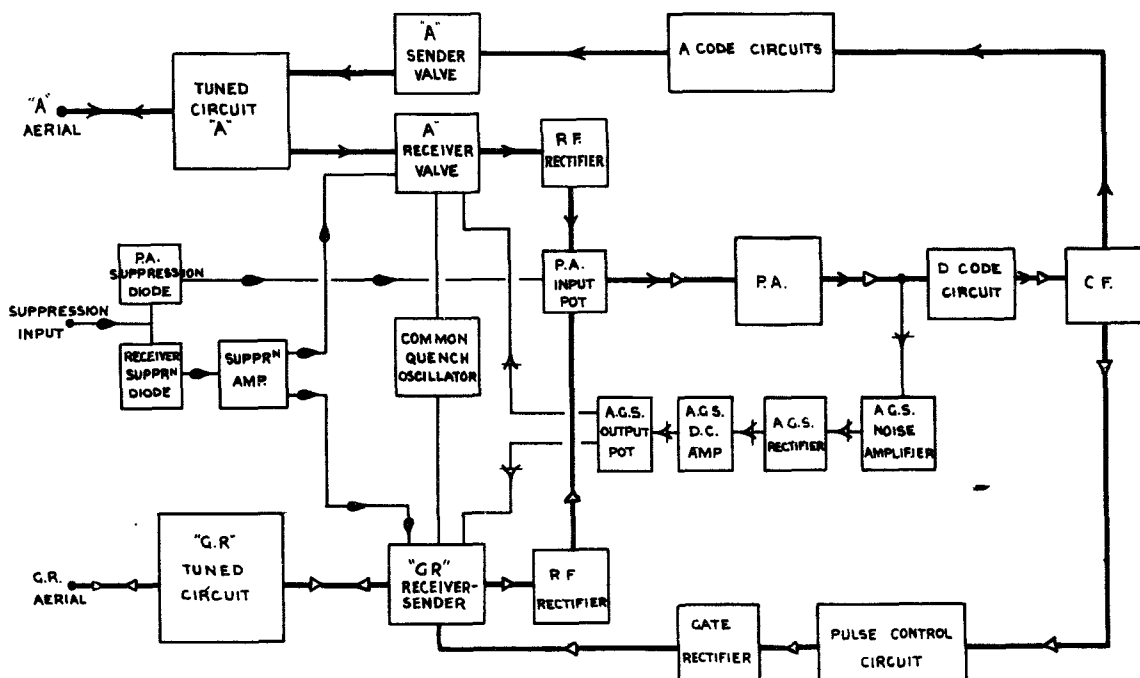 "A"
SENDER
VALVE
A CODE CIRCUITS
TUNED
CIRCUIT
"A"
"A"
AERIAL
A"
RECEIVER
VALVE
R.F.
RECTIFIER
P.A.
SUPPRESSION
DIODE
P.A.
INPUT
POT
P.A.
D CODE
CIRCUIT
C F.
SUPPRESSION
INPUT
RECEIVER
SUPPRN
DIODE
SUPPRN
AMP.
COMMON
QUENCH
OSCILLATOR
A.G.S.
OUTPUT
POT
A.G.S.
D.C.
AMP
A G.S.
RECTIFIER
A G.S.
NOISE
AMPLIFIER
"G.R"
TUNED
CIRCUIT
G.R.
AERIAL
"GR"
RECEIVER-
SENDER
R F
RECTIFIER
GATE
RECTIFIER
PULSE CONTROL
CIRCUIT